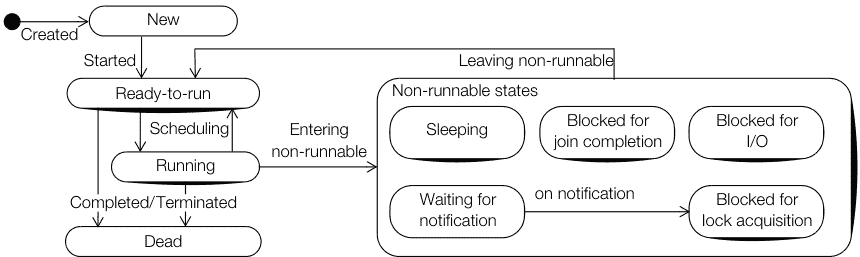 New
Created
Started
Leaving non-runnable
Ready-to-run
Non-runnable states
Scheduling
Entering
non-runnable
Sleeping
Blocked for
join completion
Blocked for
I/O
Running
Completed/Terminated
Waiting for
notification
on notification
Blocked for
lock acquisition
Dead